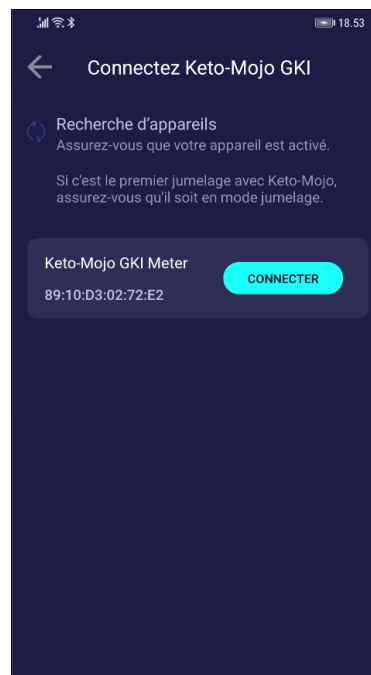 18.53
Connectez Keto-Mojo GKI
Recherche d'appareils
Assurez-vous que votre appareil est activé.
Si c'est le premier jumelage avec Keto-Mojo,
assurez-vous qu'il soit en mode jumelage.
Keto-Mojo GKI Meter
CONNECTER
89:10:D3:02:72:E2